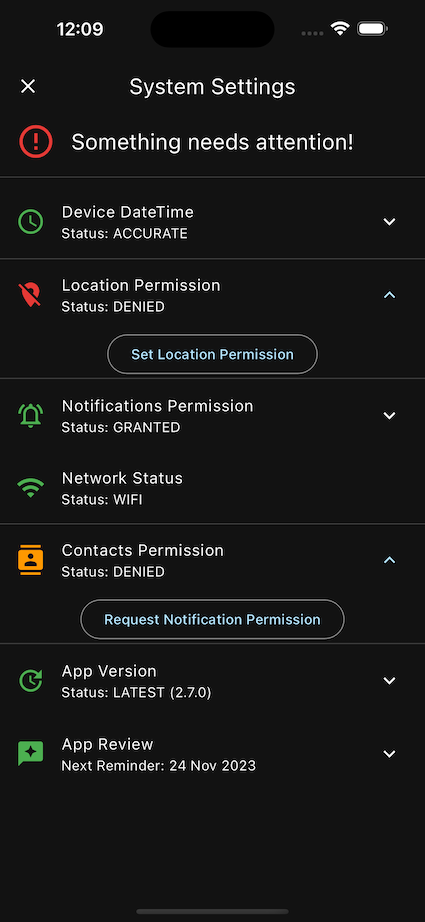 12:09
System Settings
Something needs attention!
Device DateTime
Status: ACCURATE
Location Permission
Status: DENIED
Set Location Permission
Notifications Permission
Status: GRANTED
Network Status
Status: WIFI
Contacts Permission
Status: DENIED
Request Notification Permission
App Version
Status: LATEST (2.7.0)
App Review
Next Reminder: 24 Nov 2023